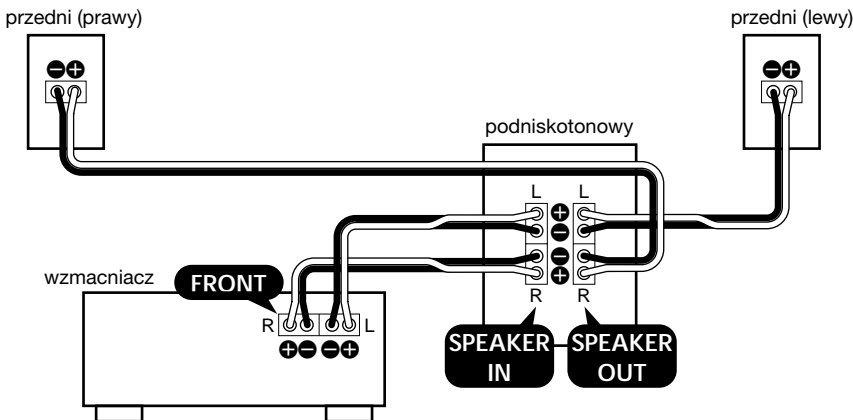 przedni (prawy)
przedni (lewy)
podniskotonowy
L L
wzmacniacz
FRONT
R L
R R
SPEAKER IN
SPEAKER OUT